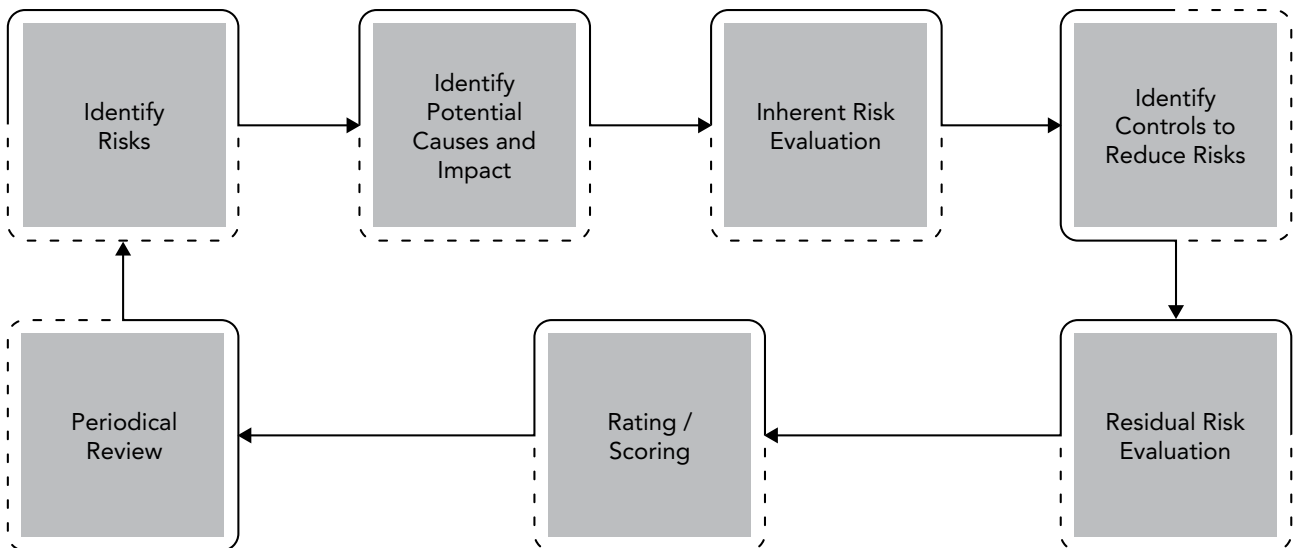 Identify
Risks
Identify
Potential
Causes and
Impact
Inherent Risk
Evaluation
Identify
Controls to
Reduce Risks
Periodical
Review
Rating /
Scoring
Residual Risk
Evaluation